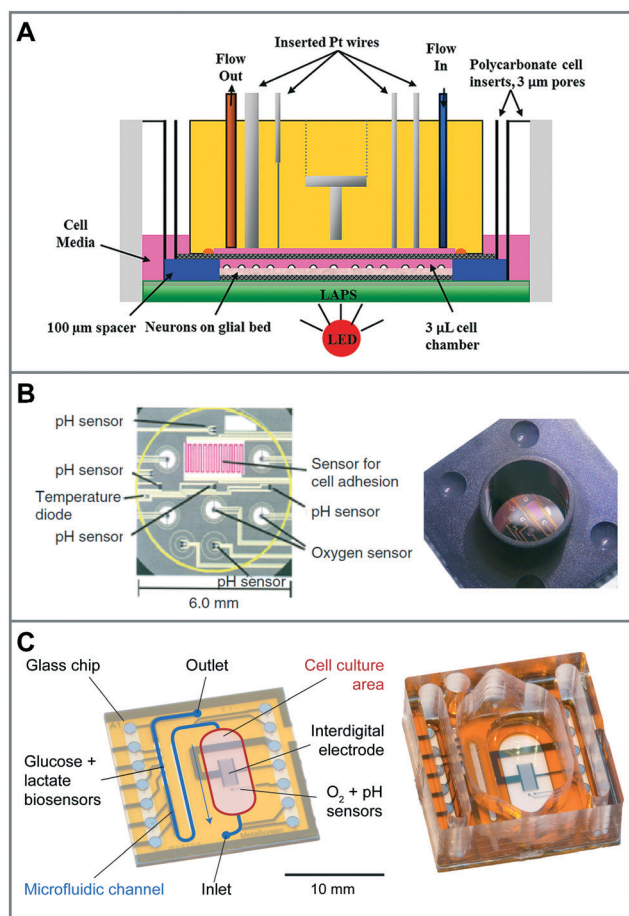 A
Inserted Pt wires
Flow
Out
Flow
In
Polycarbonate cell
inserts, 3 µm pores
Cell
Media
100 µm spacer
Neurons on glial bed
LAPS
LED
3 µL cell
chamber
B
pH sensor
pH sensor
Temperature
diode
pH sensor
Sensor for
cell adhesion
pH sensor
Oxygen sensor
pH sensor
6.0 mm
C
Glass chip
Outlet
Cell culture
area
Glucose +
lactate
biosensors
Interdigital
electrode
O₂ + pH
sensors
Microfluidic channel
Inlet
10 mm